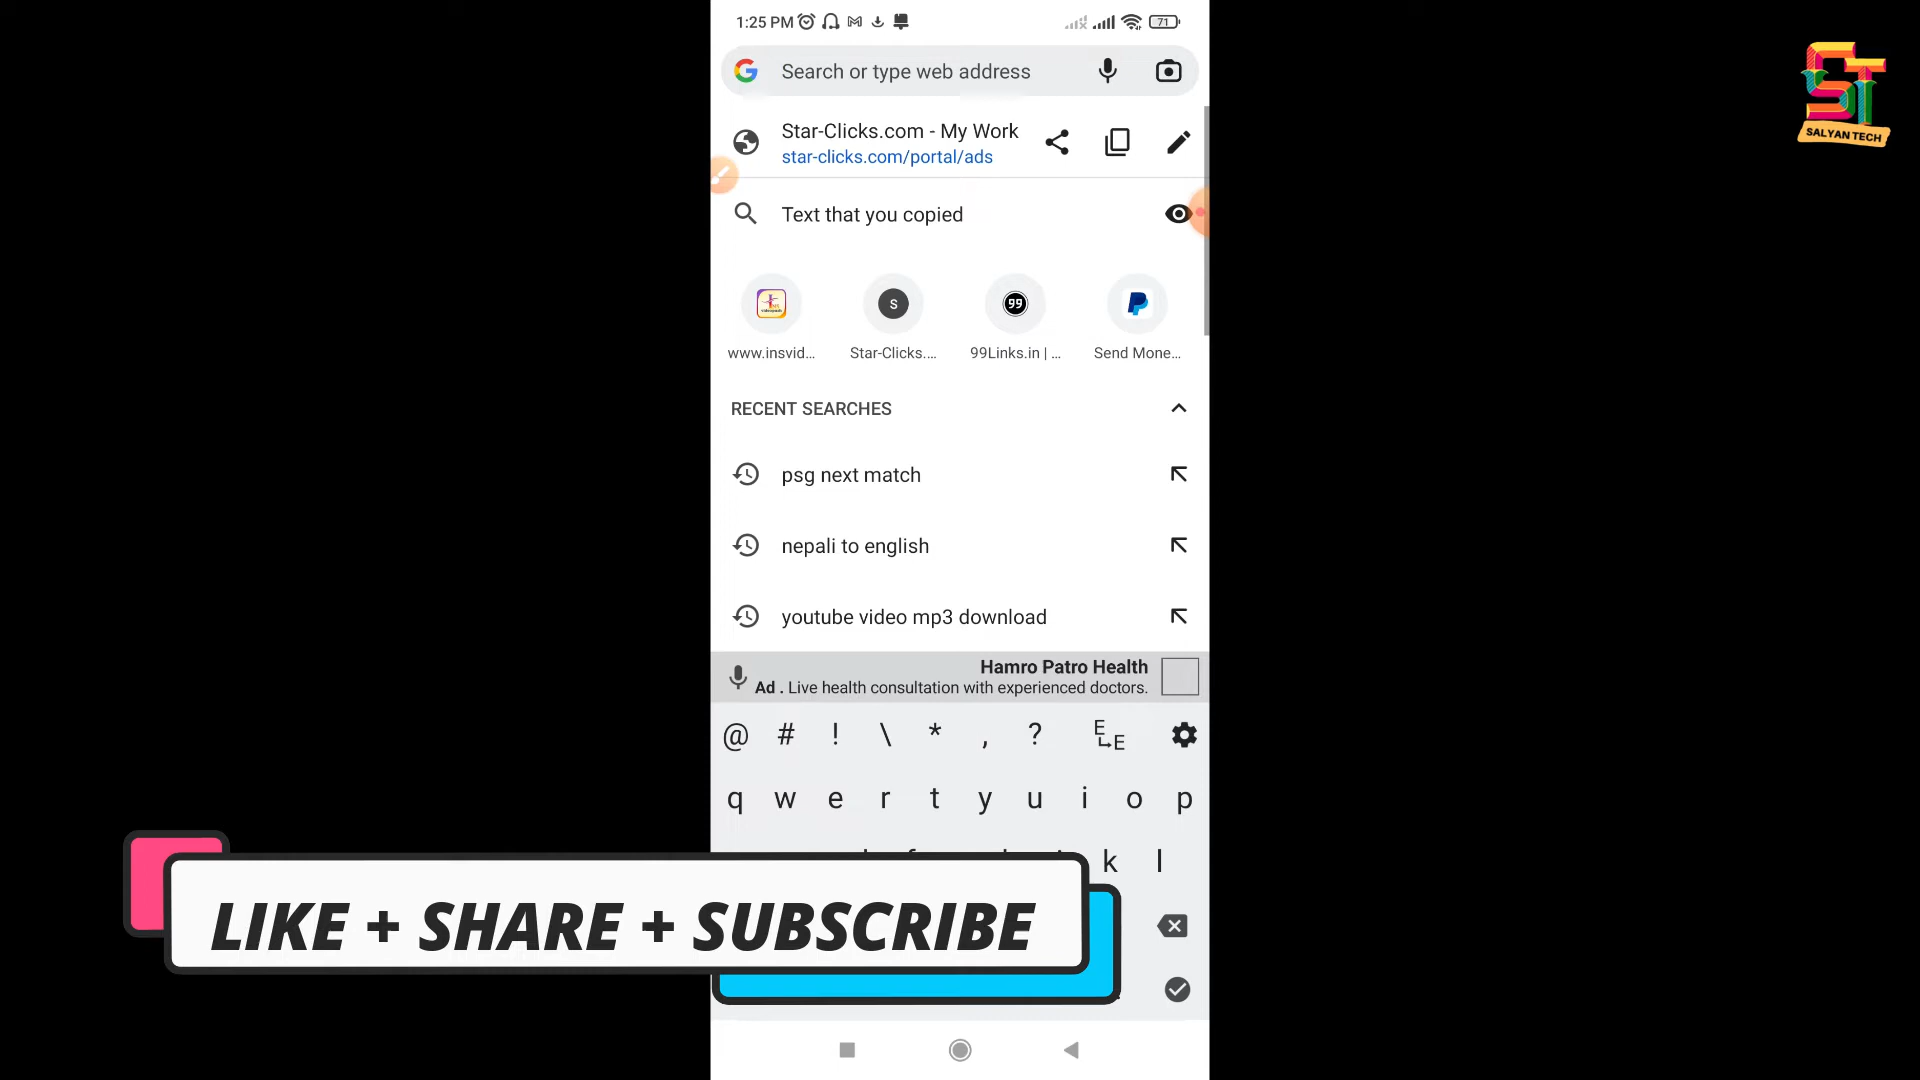 1:25 PM
71
Search or type web address
Star-Clicks.com - My Work
star-clicks.com/portal/ads
Text that you copied
S
99
www.insvid...
Star-Clicks....
99Links.in | ...
Send Mone...
RECENT SEARCHES
psg next match
nepali to english
youtube video mp3 download
Hamro Patro Health
Ad . Live health consultation with experienced doctors.
@ # ! \ * , ? E E
q w e r t y u i o p
k l
LIKE + SHARE + SUBSCRIBE
ST
SALYAN TECH